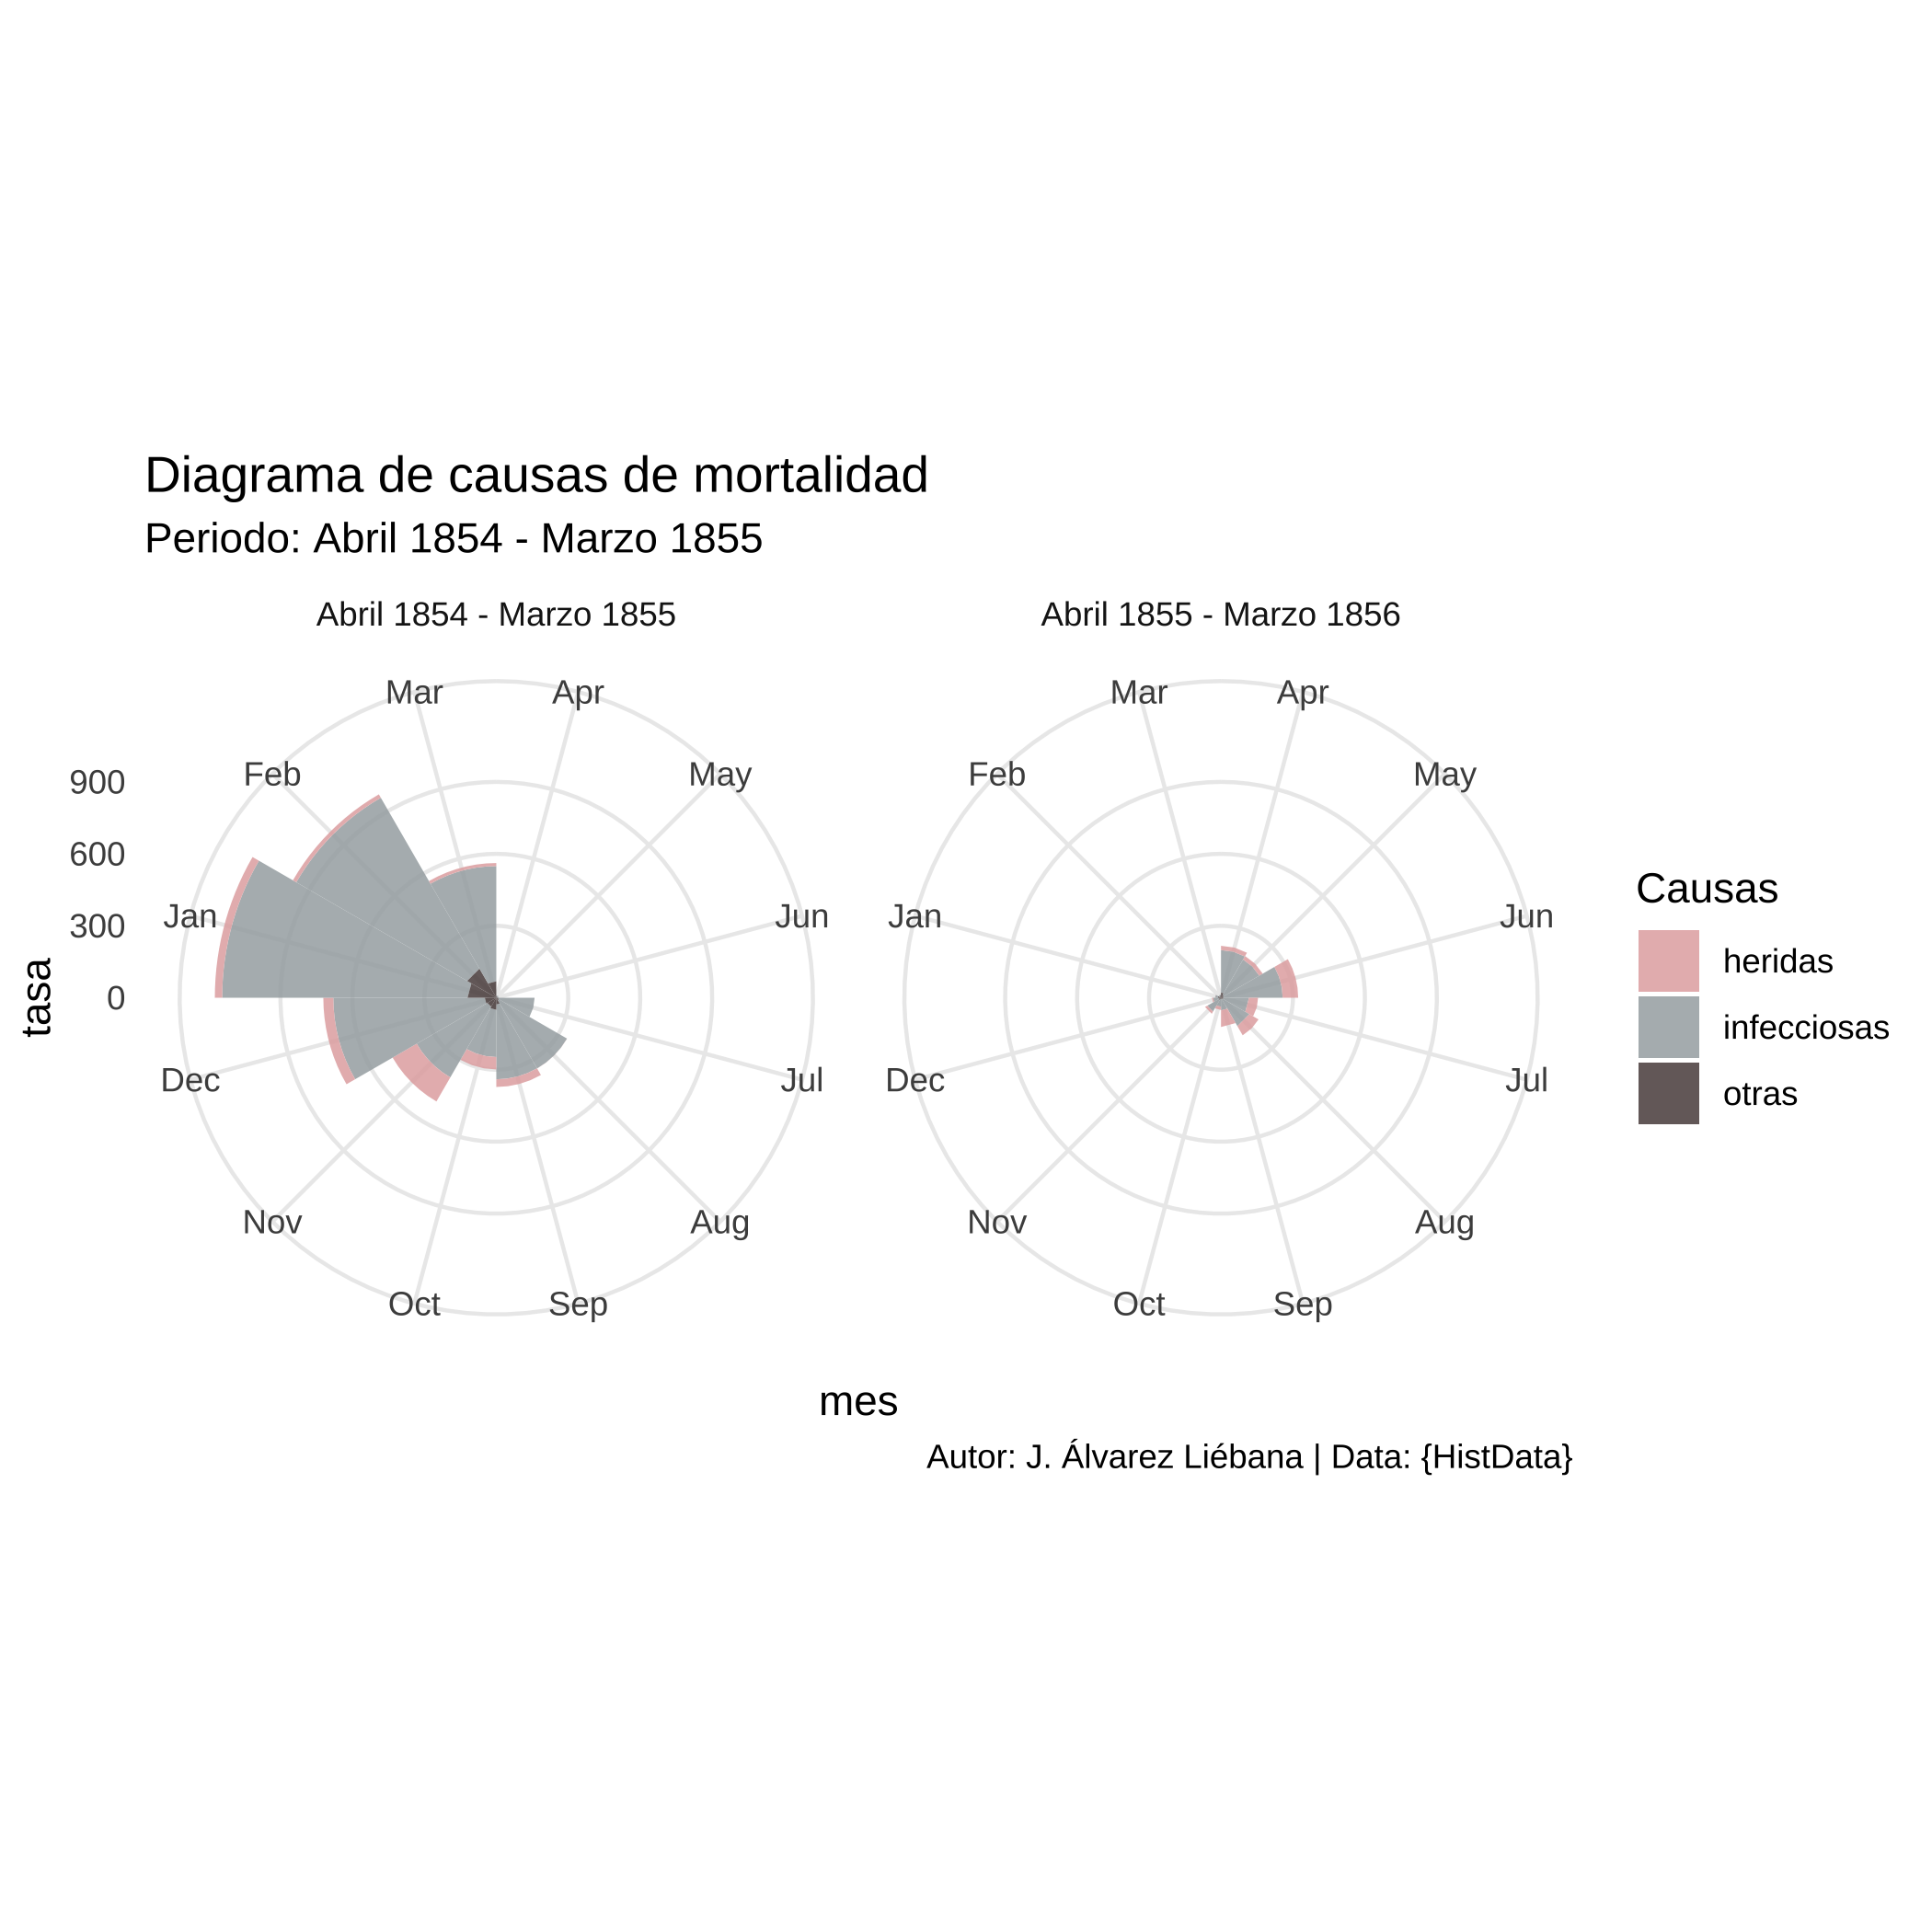 Diagrama de causas de mortalidad
Periodo: Abril 1854 - Marzo 1855
Abril 1854 - Marzo 1855
Abril 1855 - Marzo 1856
Mar
Apr
May
Jun
Jul
Aug
Sep
Oct
Nov
Dec
Jan
Feb
Mar
Apr
May
Jun
Jul
Aug
Sep
Oct
Nov
Dec
Jan
Feb
900
600
300
0
tasa
mes
Causas
heridas
infecciosas
otras
Autor: J. Álvarez Liébana | Data: {HistData}